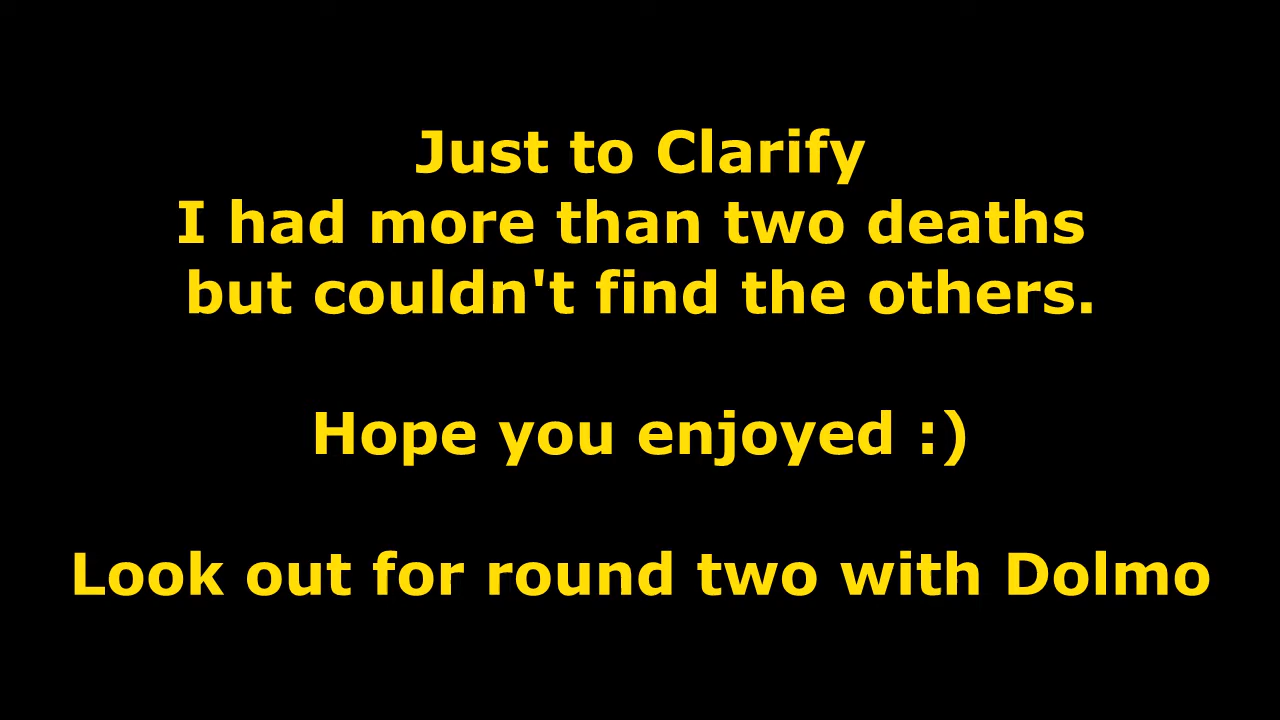 Just to Clarify
I had more than two deaths
but couldn't find the others.
Hope you enjoyed :)
Look out for round two with Dolmo